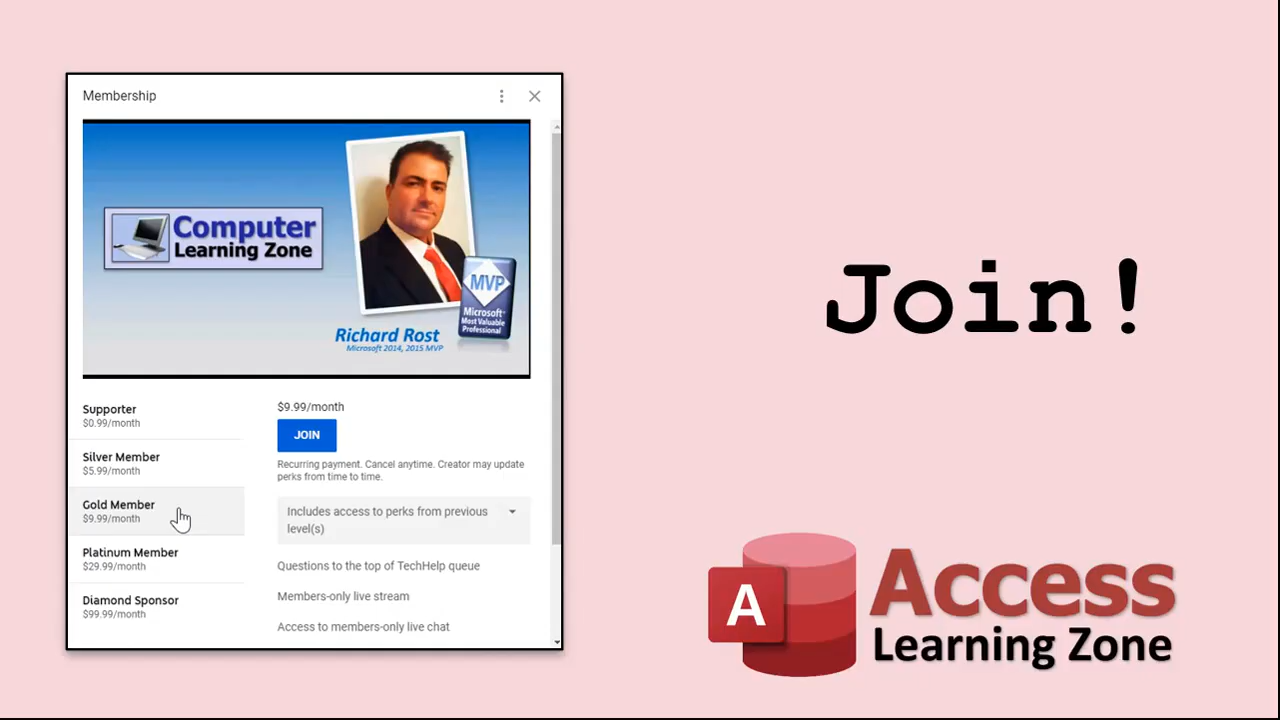 Membership
Computer
Learning Zone
MVP
Microsoft®
Most Valuable
Professional
Richard Rost
Microsoft 2014, 2015 MVP
Supporter
$0.99/month
Silver Member
$5.99/month
Gold Member
$9.99/month
Platinum Member
$29.99/month
Diamond Sponsor
$99.99/month
$9.99/month
JOIN
Recurring payment. Cancel anytime. Creator may update
perks from time to time.
Includes access to perks from previous
level(s)
Questions to the top of TechHelp queue
Members-only live stream
Access to members-only live chat
Join!
A
Access
Learning Zone